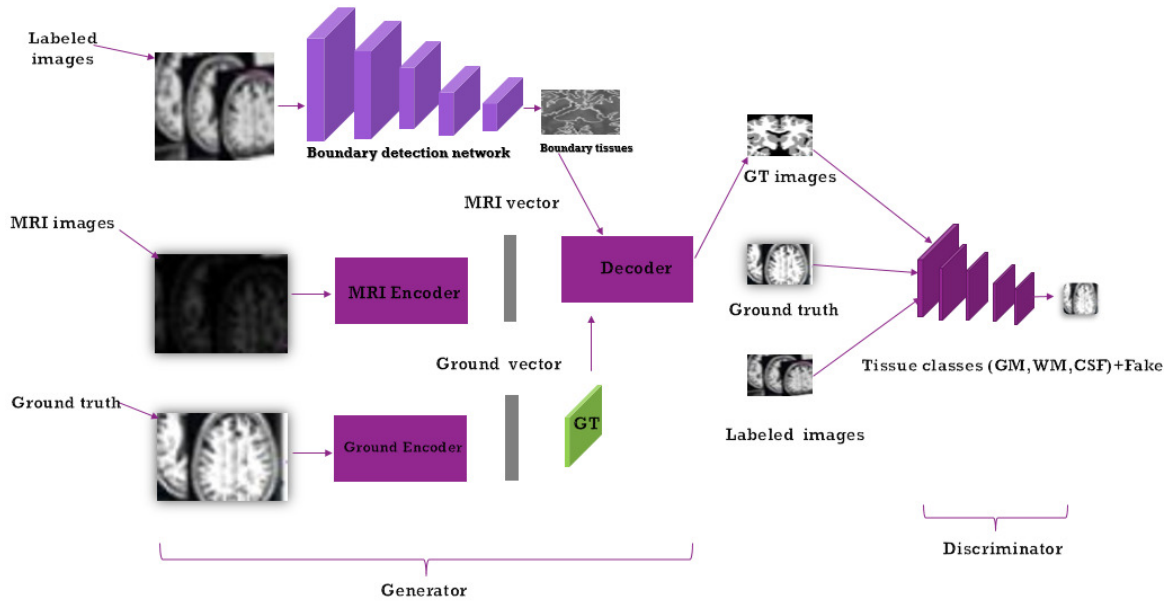 Labeled
images
Boundary detection network
Boundary tissues
GT images
MRI images
MRI vector
MRI Encoder
Decoder
Ground truth
Tissue classes (GM,WM,CSF)+Fake
Ground truth
Ground vector
Ground Encoder
GT
Labeled images
Generator
Discriminator